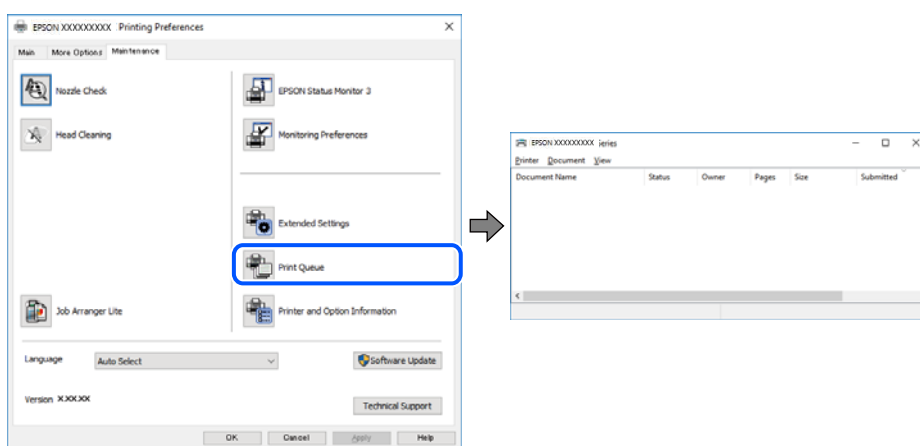 EPSON XXXXXXXXX Printing Preferences
Main More Options Maintenance
Nozzle Check
EPSON Status Monitor 3
Head Cleaning
Monitoring Preferences
Extended Settings
Print Queue
Job Arranger Lite
Printer and Option Information
Language Auto Select Software Update
Version X.XX.XX
Technical Support
OK Cancel Apply Help
EPSON XXXXXXXXX Series
Printer Document View
Document Name Status Owner Pages Size Submitted